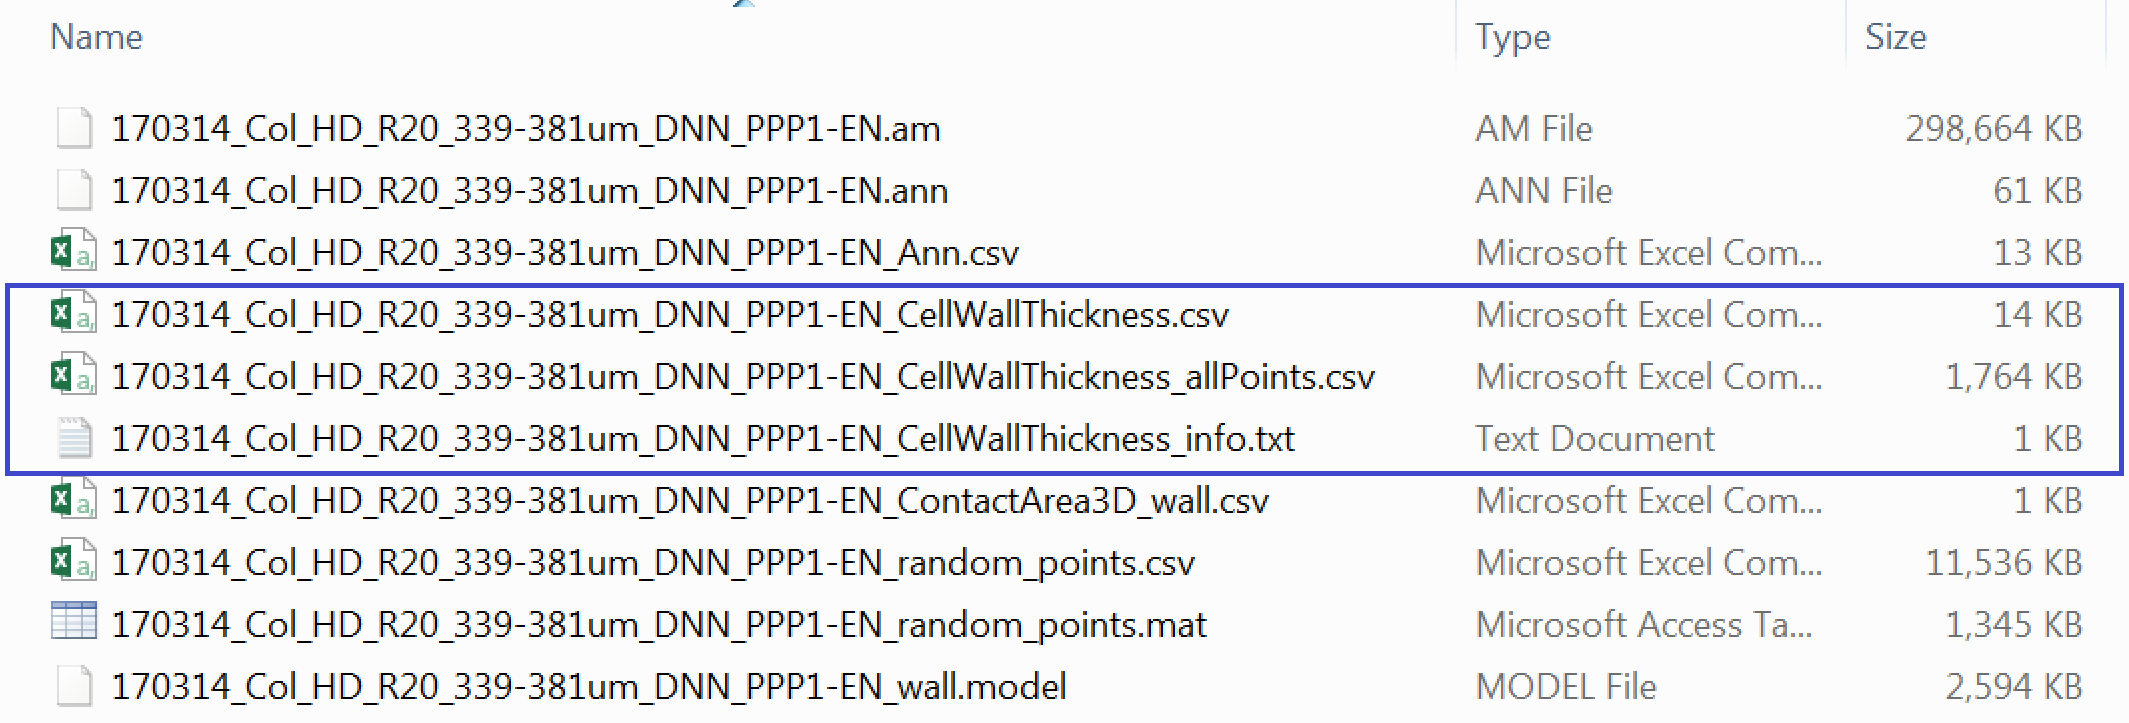 Name Type Size
170314_Col_HD_R20_339-381um_DNN_PPP1-EN.am AM File 298,664 KB
170314_Col_HD_R20_339-381um_DNN_PPP1-EN.ann ANN File 61 KB
170314_Col_HD_R20_339-381um_DNN_PPP1-EN_Ann.csv Microsoft Excel Com... 13 KB
170314_Col_HD_R20_339-381um_DNN_PPP1-EN_CellWallThickness.csv Microsoft Excel Com... 14 KB
170314_Col_HD_R20_339-381um_DNN_PPP1-EN_CellWallThickness_allPoints.csv Microsoft Excel Com... 1,764 KB
170314_Col_HD_R20_339-381um_DNN_PPP1-EN_CellWallThickness_info.txt Text Document 1 KB
170314_Col_HD_R20_339-381um_DNN_PPP1-EN_ContactArea3D_wall.csv Microsoft Excel Com... 1 KB
170314_Col_HD_R20_339-381um_DNN_PPP1-EN_random_points.csv Microsoft Excel Com... 11,536 KB
170314_Col_HD_R20_339-381um_DNN_PPP1-EN_random_points.mat Microsoft Access Ta... 1,345 KB
170314_Col_HD_R20_339-381um_DNN_PPP1-EN_wall.model MODEL File 2,594 KB